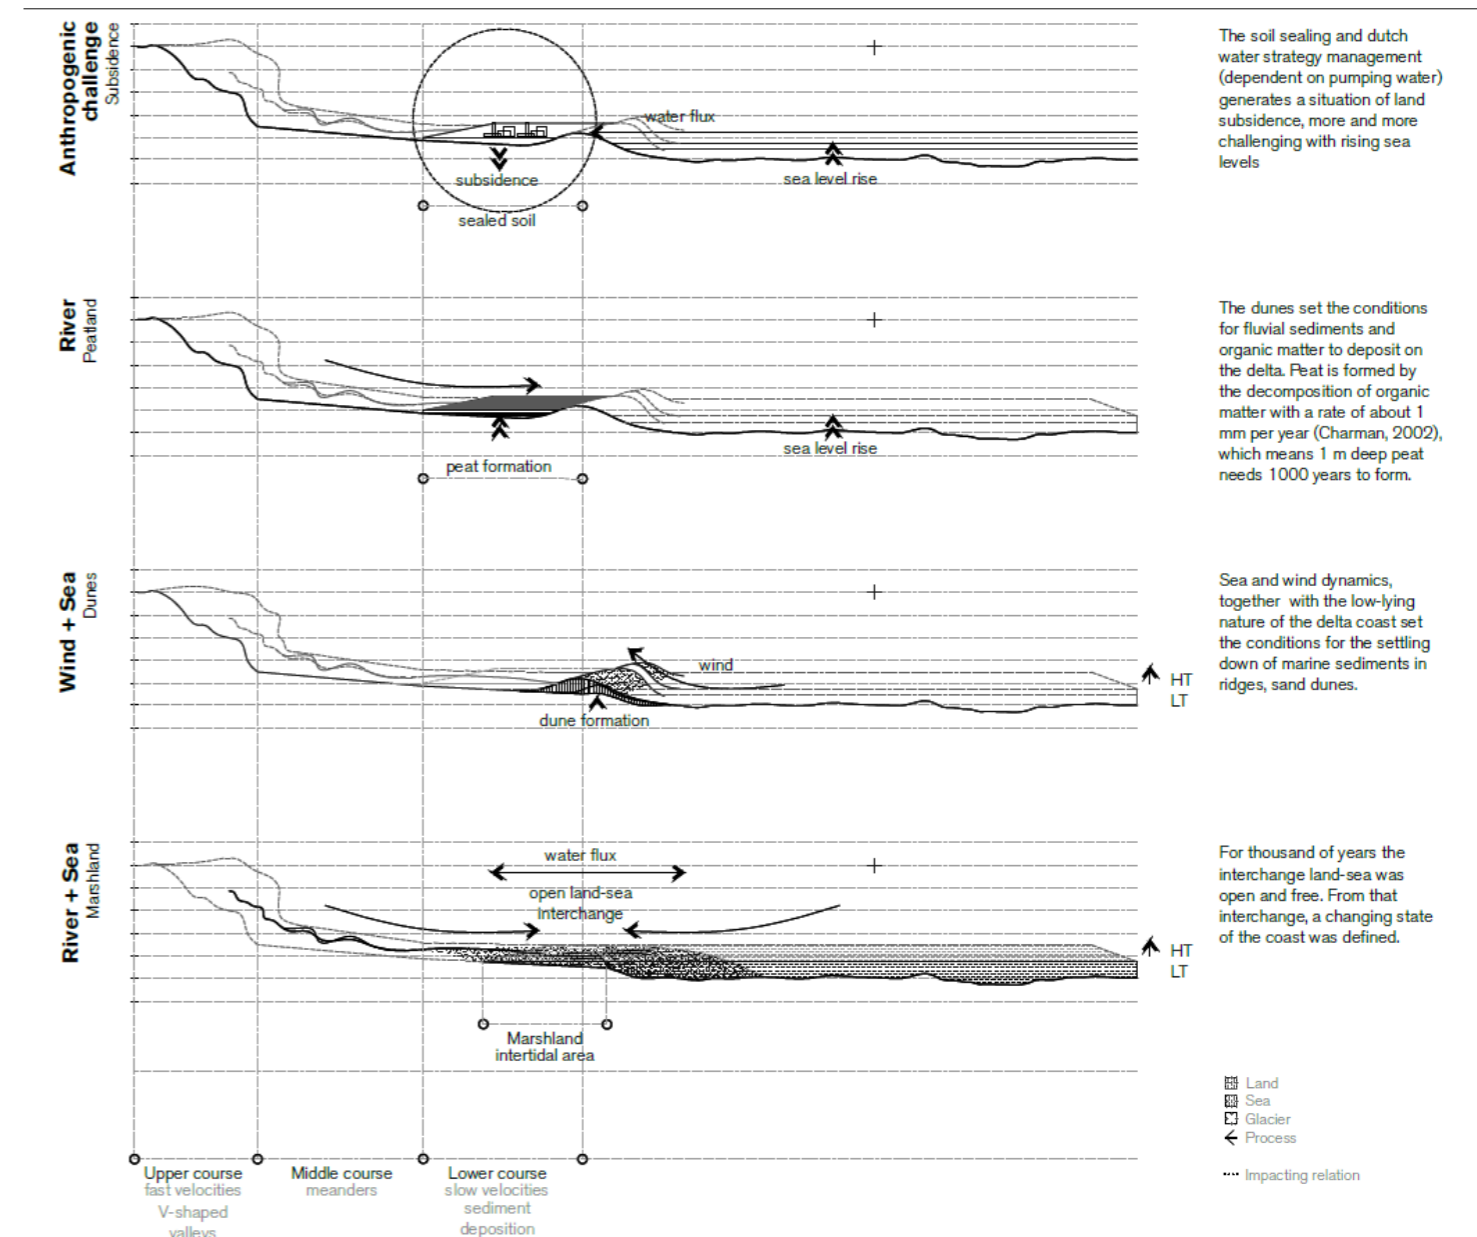 Anthropogenic
challenge
Subsidence
water flux
subsidence
sea level rise
sealed soil
The soil sealing and dutch
water strategy management
(dependent on pumping water)
generates a situation of land
subsidence, more and more
challenging with rising sea
levels
River
Peatland
peat formation
sea level rise
The dunes set the conditions
for fluvial sediments and
organic matter to deposit on
the delta. Peat is formed by
the decomposition of organic
matter with a rate of about 1
mm per year (Charman, 2002),
which means 1 m deep peat
needs 1000 years to form.
Wind + Sea
Dunes
wind
dune formation
HT
LT
Sea and wind dynamics,
together with the low-lying
nature of the delta coast set
the conditions for the settling
down of marine sediments in
ridges, sand dunes.
River + Sea
Marshland
water flux
open land-sea
interchange
HT
LT
Marshland
intertidal area
For thousand of years the
interchange land-sea was
open and free. From that
interchange, a changing state
of the coast was defined.
Land
Sea
Glacier
Process
Impacting relation
Upper course
fast velocities
V-shaped
valleys
Middle course
meanders
Lower course
slow velocities
sediment
deposition